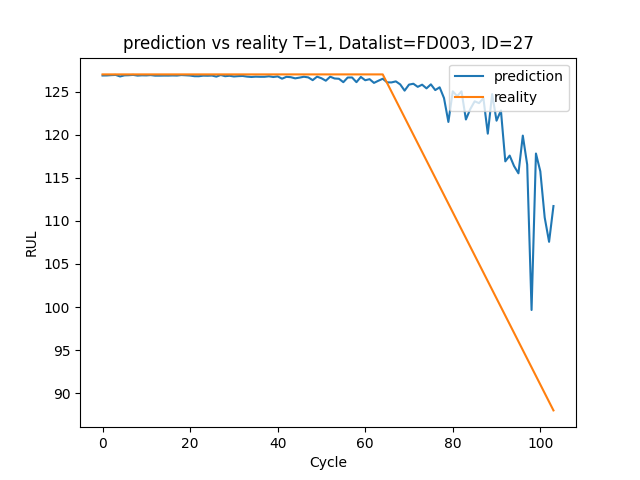 prediction vs reality T=1, Datalist=FD003, ID=27
prediction
reality
125
120
115
110
105
100
95
90
RUL
0
20
40
60
80
100
Cycle